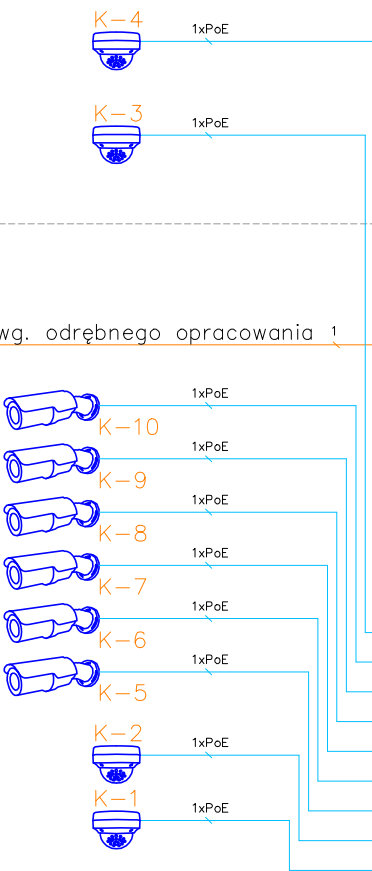 K-4
1xPoE
K-3
1xPoE
wg. odrębnego opracowania 1
1xPoE
K-10
1xPoE
K-9
1xPoE
K-8
1xPoE
K-7
1xPoE
K-6
1xPoE
K-5
K-2
1xPoE
K-1
1xPoE